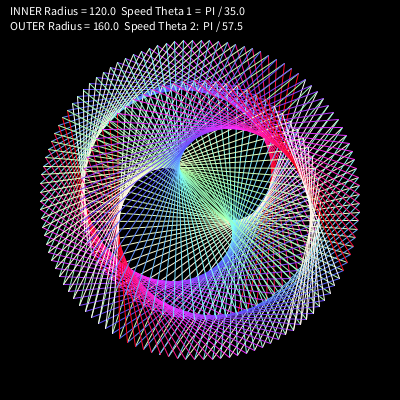 INNER Radius = 120.0  Speed Theta 1 =  PI / 35.0
OUTER Radius = 160.0  Speed Theta 2:  PI / 57.5